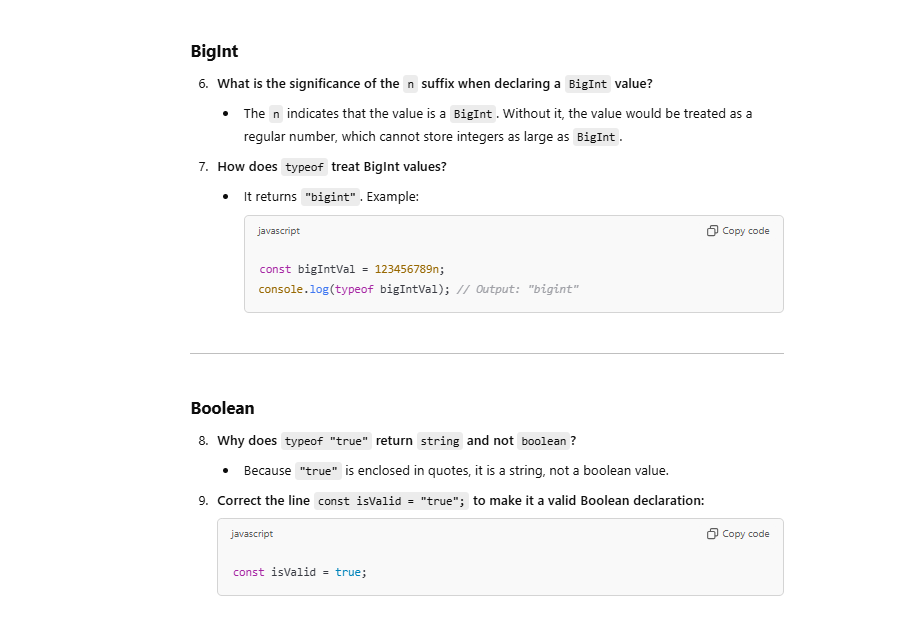 BigInt
6. What is the significance of the n suffix when declaring a BigInt value?
• The n indicates that the value is a BigInt. Without it, the value would be treated as a
regular number, which cannot store integers as large as BigInt.
7. How does typeof treat BigInt values?
• It returns "bigint". Example:
javascript Copy code
const bigIntVal = 123456789n;
console.log(typeof bigIntVal); // Output: "bigint"
Boolean
8. Why does typeof "true" return string and not boolean?
• Because "true" is enclosed in quotes, it is a string, not a boolean value.
9. Correct the line const isValid = "true"; to make it a valid Boolean declaration:
javascript Copy code
const isValid = true;